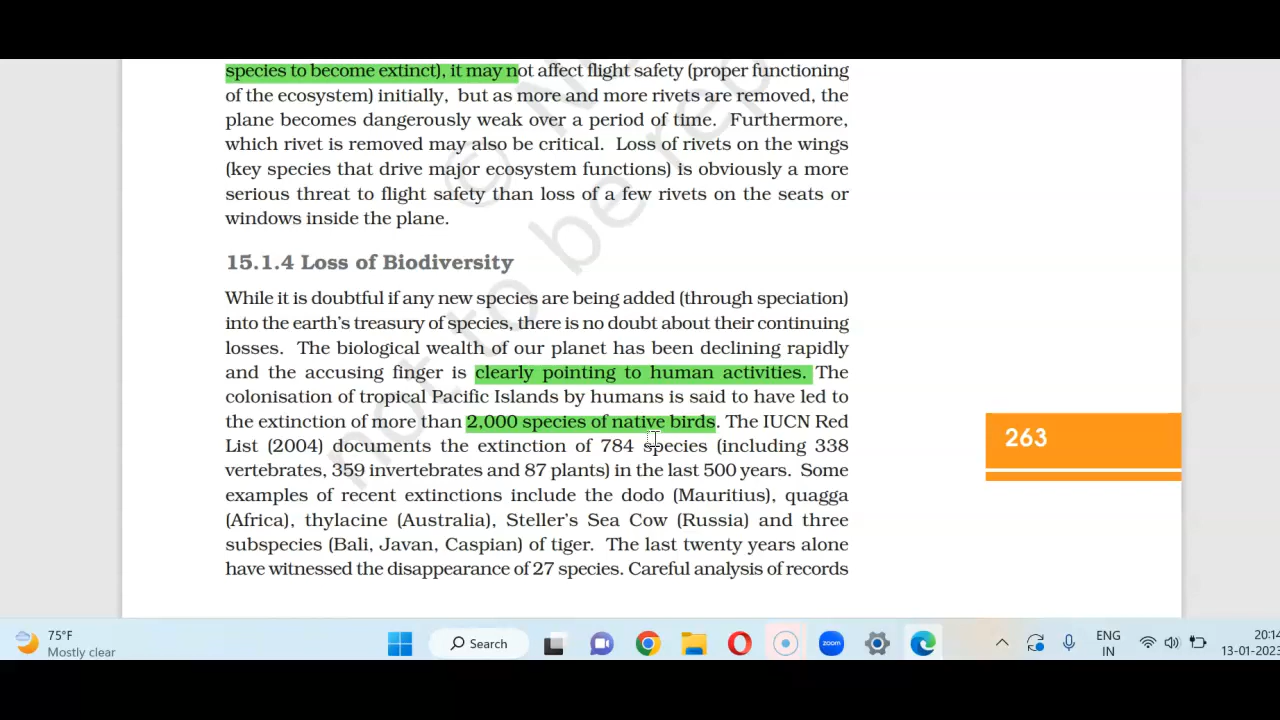 species to become extinct), it may not affect flight safety (proper functioning
of the ecosystem) initially, but as more and more rivets are removed, the
plane becomes dangerously weak over a period of time. Furthermore,
which rivet is removed may also be critical. Loss of rivets on the wings
(key species that drive major ecosystem functions) is obviously a more
serious threat to flight safety than loss of a few rivets on the seats or
windows inside the plane.
15.1.4 Loss of Biodiversity
While it is doubtful if any new species are being added (through speciation)
into the earth's treasury of species, there is no doubt about their continuing
losses. The biological wealth of our planet has been declining rapidly
and the accusing finger is clearly pointing to human activities. The
colonisation of tropical Pacific Islands by humans is said to have led to
the extinction of more than 2,000 species of native birds. The IUCN Red
List (2004) documents the extinction of 784 species (including 338
vertebrates, 359 invertebrates and 87 plants) in the last 500 years. Some
examples of recent extinctions include the dodo (Mauritius), quagga
(Africa), thylacine (Australia), Steller's Sea Cow (Russia) and three
subspecies (Bali, Javan, Caspian) of tiger. The last twenty years alone
have witnessed the disappearance of 27 species. Careful analysis of records
263
not to be rep
©
75°F
Mostly clear
Search
zoom
ENG
IN
20:14
13-01-2023